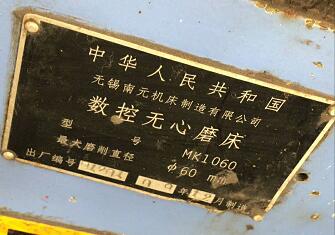 中华人民共和国
无锡南元机床制造有限公司
数控无心磨床
型号 MK1060
最大磨削直径 Φ60 mm
出厂编号 年 月制造